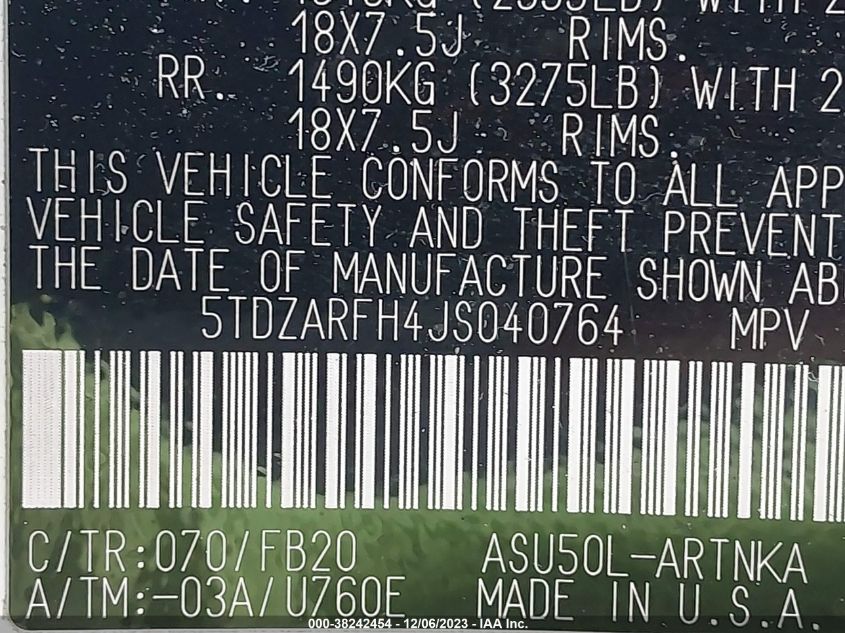 18X7.5J RIMS.
RR. 1490KG (3275LB) WITH 2
18X7.5J RIMS.
THIS VEHICLE CONFORMS TO ALL APP
VEHICLE SAFETY AND THEFT PREVENT
THE DATE OF MANUFACTURE SHOWN AB
5TDZARFH4JS040764 MPV
C/TR:070/FB20 ASU50L-ARTNKA
A/TM:-03A/U760E MADE IN U.S.A.
000-38242454 - 12/06/2023 - IAA Inc.